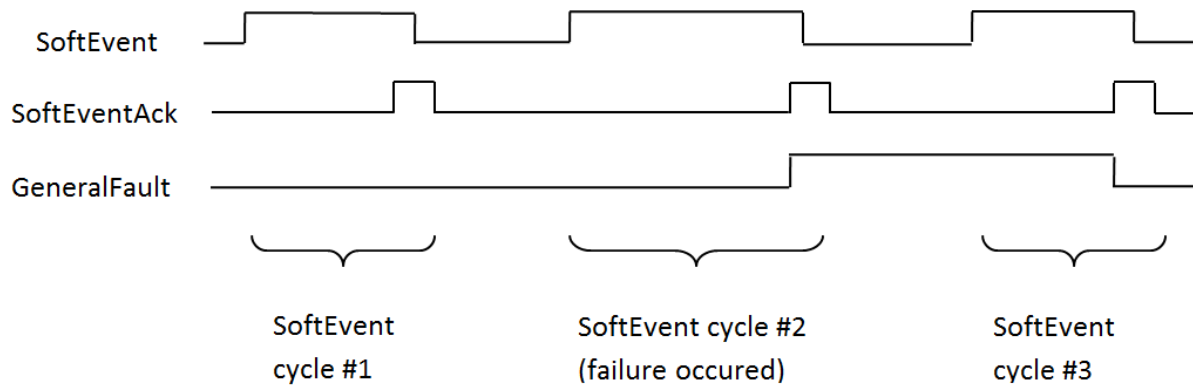 SoftEvent
SoftEventAck
GeneralFault
SoftEvent
cycle #1
SoftEvent cycle #2
(failure occured)
SoftEvent
cycle #3